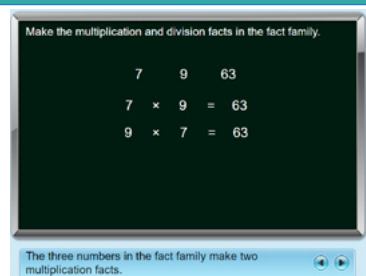 Make the multiplication and division facts in the fact family.
7 9 63
7 × 9 = 63
9 × 7 = 63
The three numbers in the fact family make two
multiplication facts.